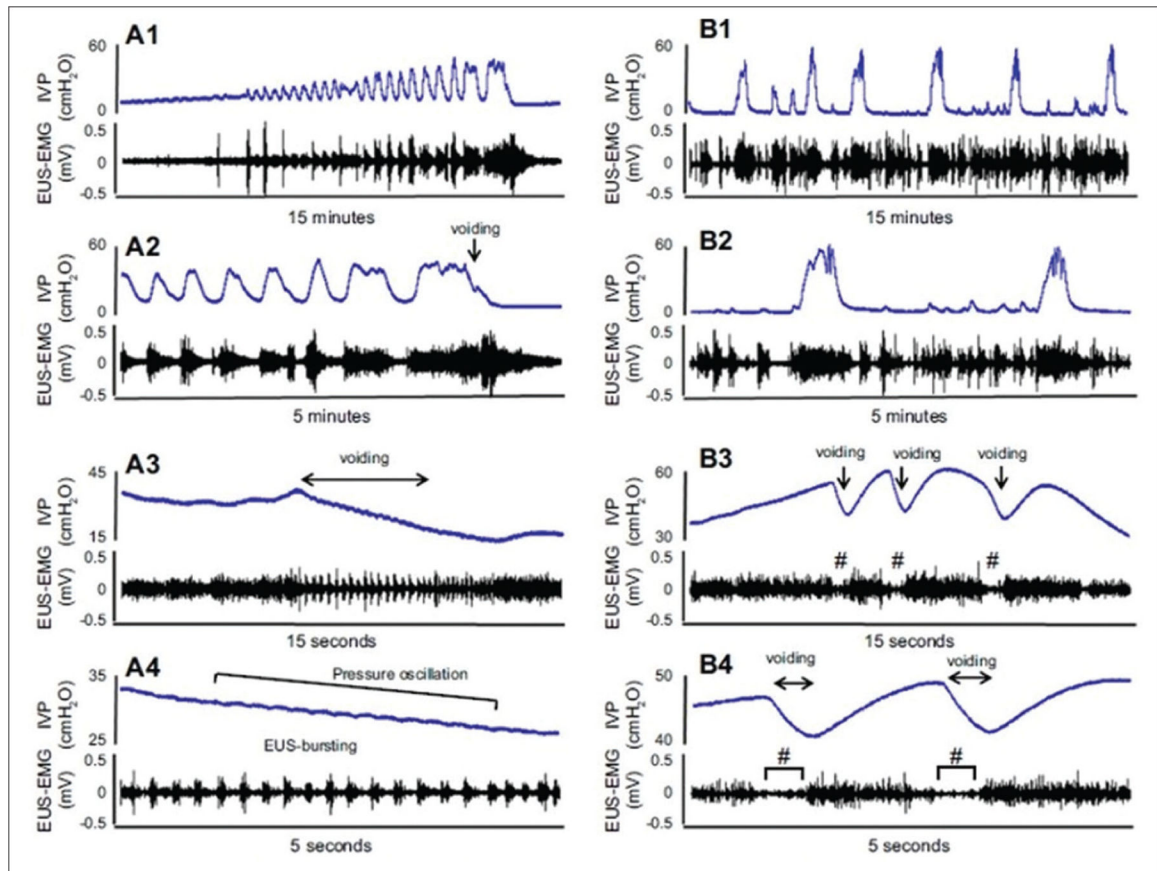 A1
60
IVP
(cmH₂O)
0
0.5
EUS-EMG
(mV)
0
-0.5
15 minutes
A2
voiding
60
IVP
(cmH₂O)
0
0.5
EUS-EMG
(mV)
0
-0.5
5 minutes
A3
voiding
45
IVP
(cmH₂O)
15
0.5
EUS-EMG
(mV)
0
-0.5
15 seconds
A4
Pressure oscillation
35
IVP
(cmH₂O)
25
EUS-bursting
0.5
EUS-EMG
(mV)
0
-0.5
5 seconds
B1
60
IVP
(cmH₂O)
0
0.5
EUS-EMG
(mV)
0
-0.5
15 minutes
B2
60
IVP
(cmH₂O)
0
0.5
EUS-EMG
(mV)
0
-0.5
5 minutes
B3
voiding voiding voiding
60
IVP
(cmH₂O)
30
# # #
0.5
EUS-EMG
(mV)
0
-0.5
15 seconds
B4
voiding voiding
50
IVP
(cmH₂O)
40
# #
0.5
EUS-EMG
(mV)
0
-0.5
5 seconds